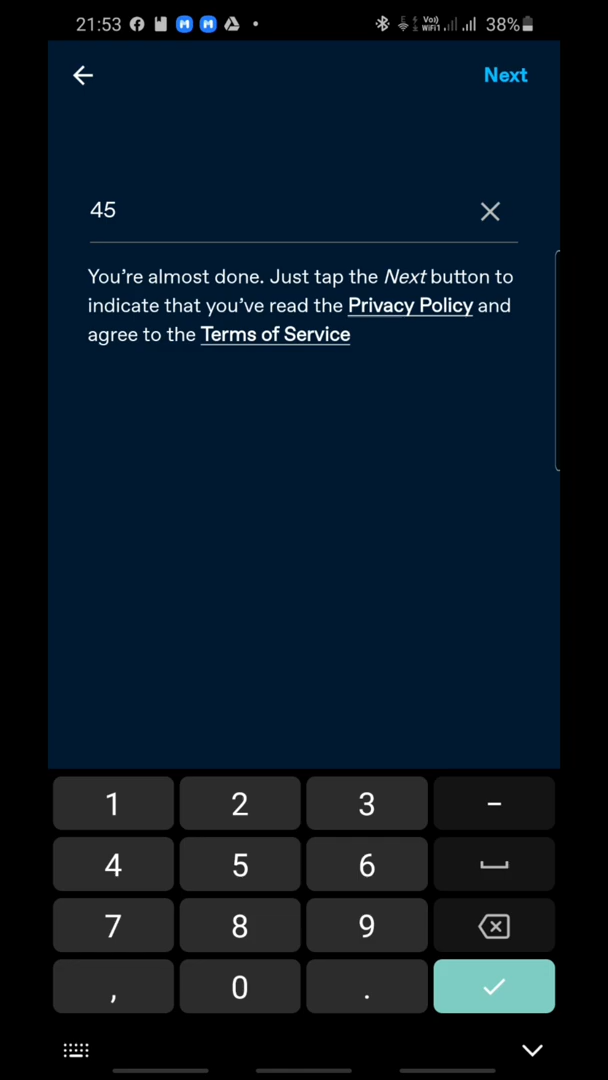 21:53
Vo)) WiFi1 38%
Next
45
You're almost done. Just tap the Next button to
indicate that you've read the Privacy Policy and
agree to the Terms of Service
1 2 3 -
4 5 6
7 8 9
, 0 .